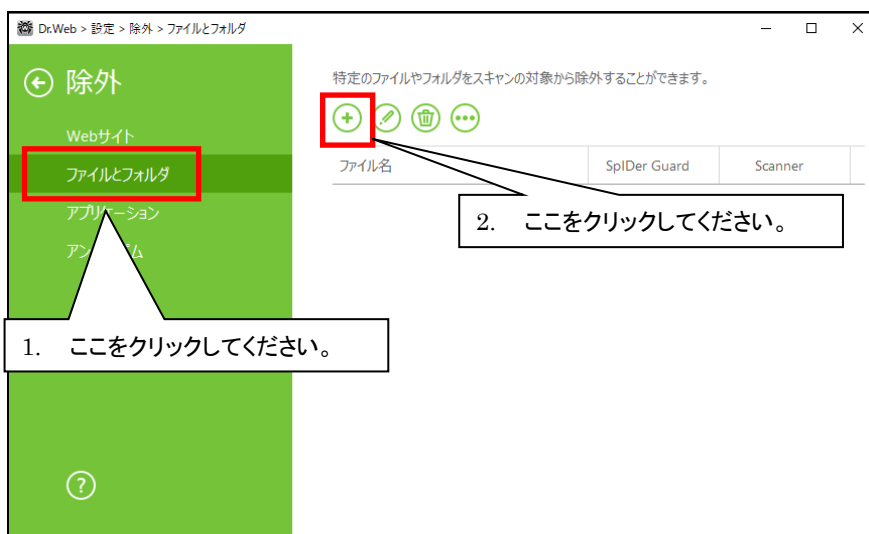 Dr.Web > 設定 > 除外 > ファイルとフォルダ
除外
Webサイト
ファイルとフォルダ
アプリケーション
アン
ム
特定のファイルやフォルダをスキャンの対象から除外することができます。
ファイル名 SpIDer Guard Scanner
2. ここをクリックしてください。
1. ここをクリックしてください。
?